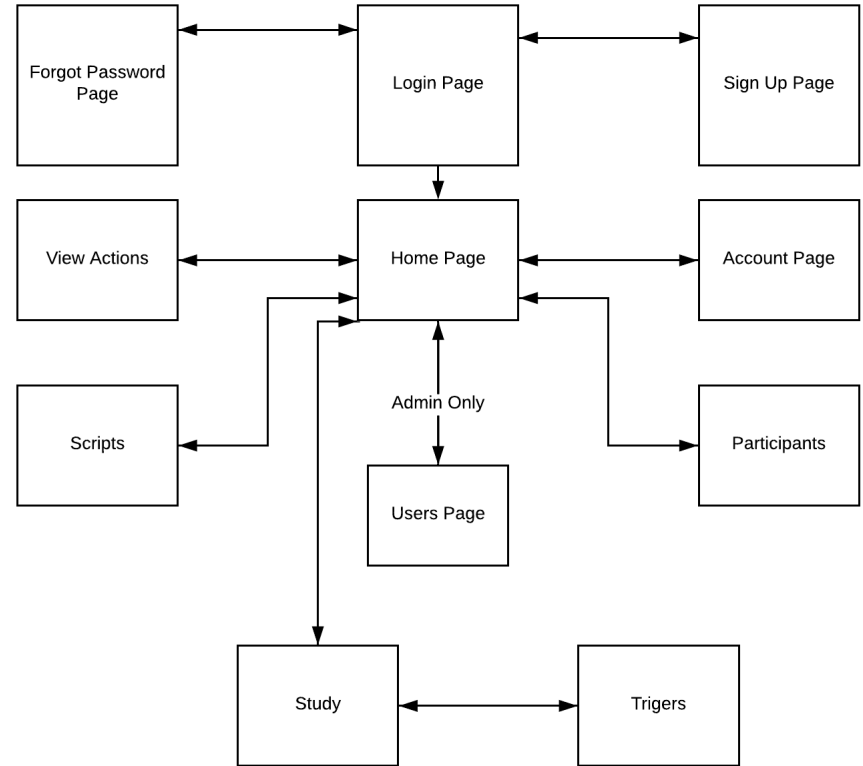 Forgot Password
Page
Login Page
Sign Up Page
View Actions
Home Page
Account Page
Admin Only
Scripts
Participants
Users Page
Study
Trigers